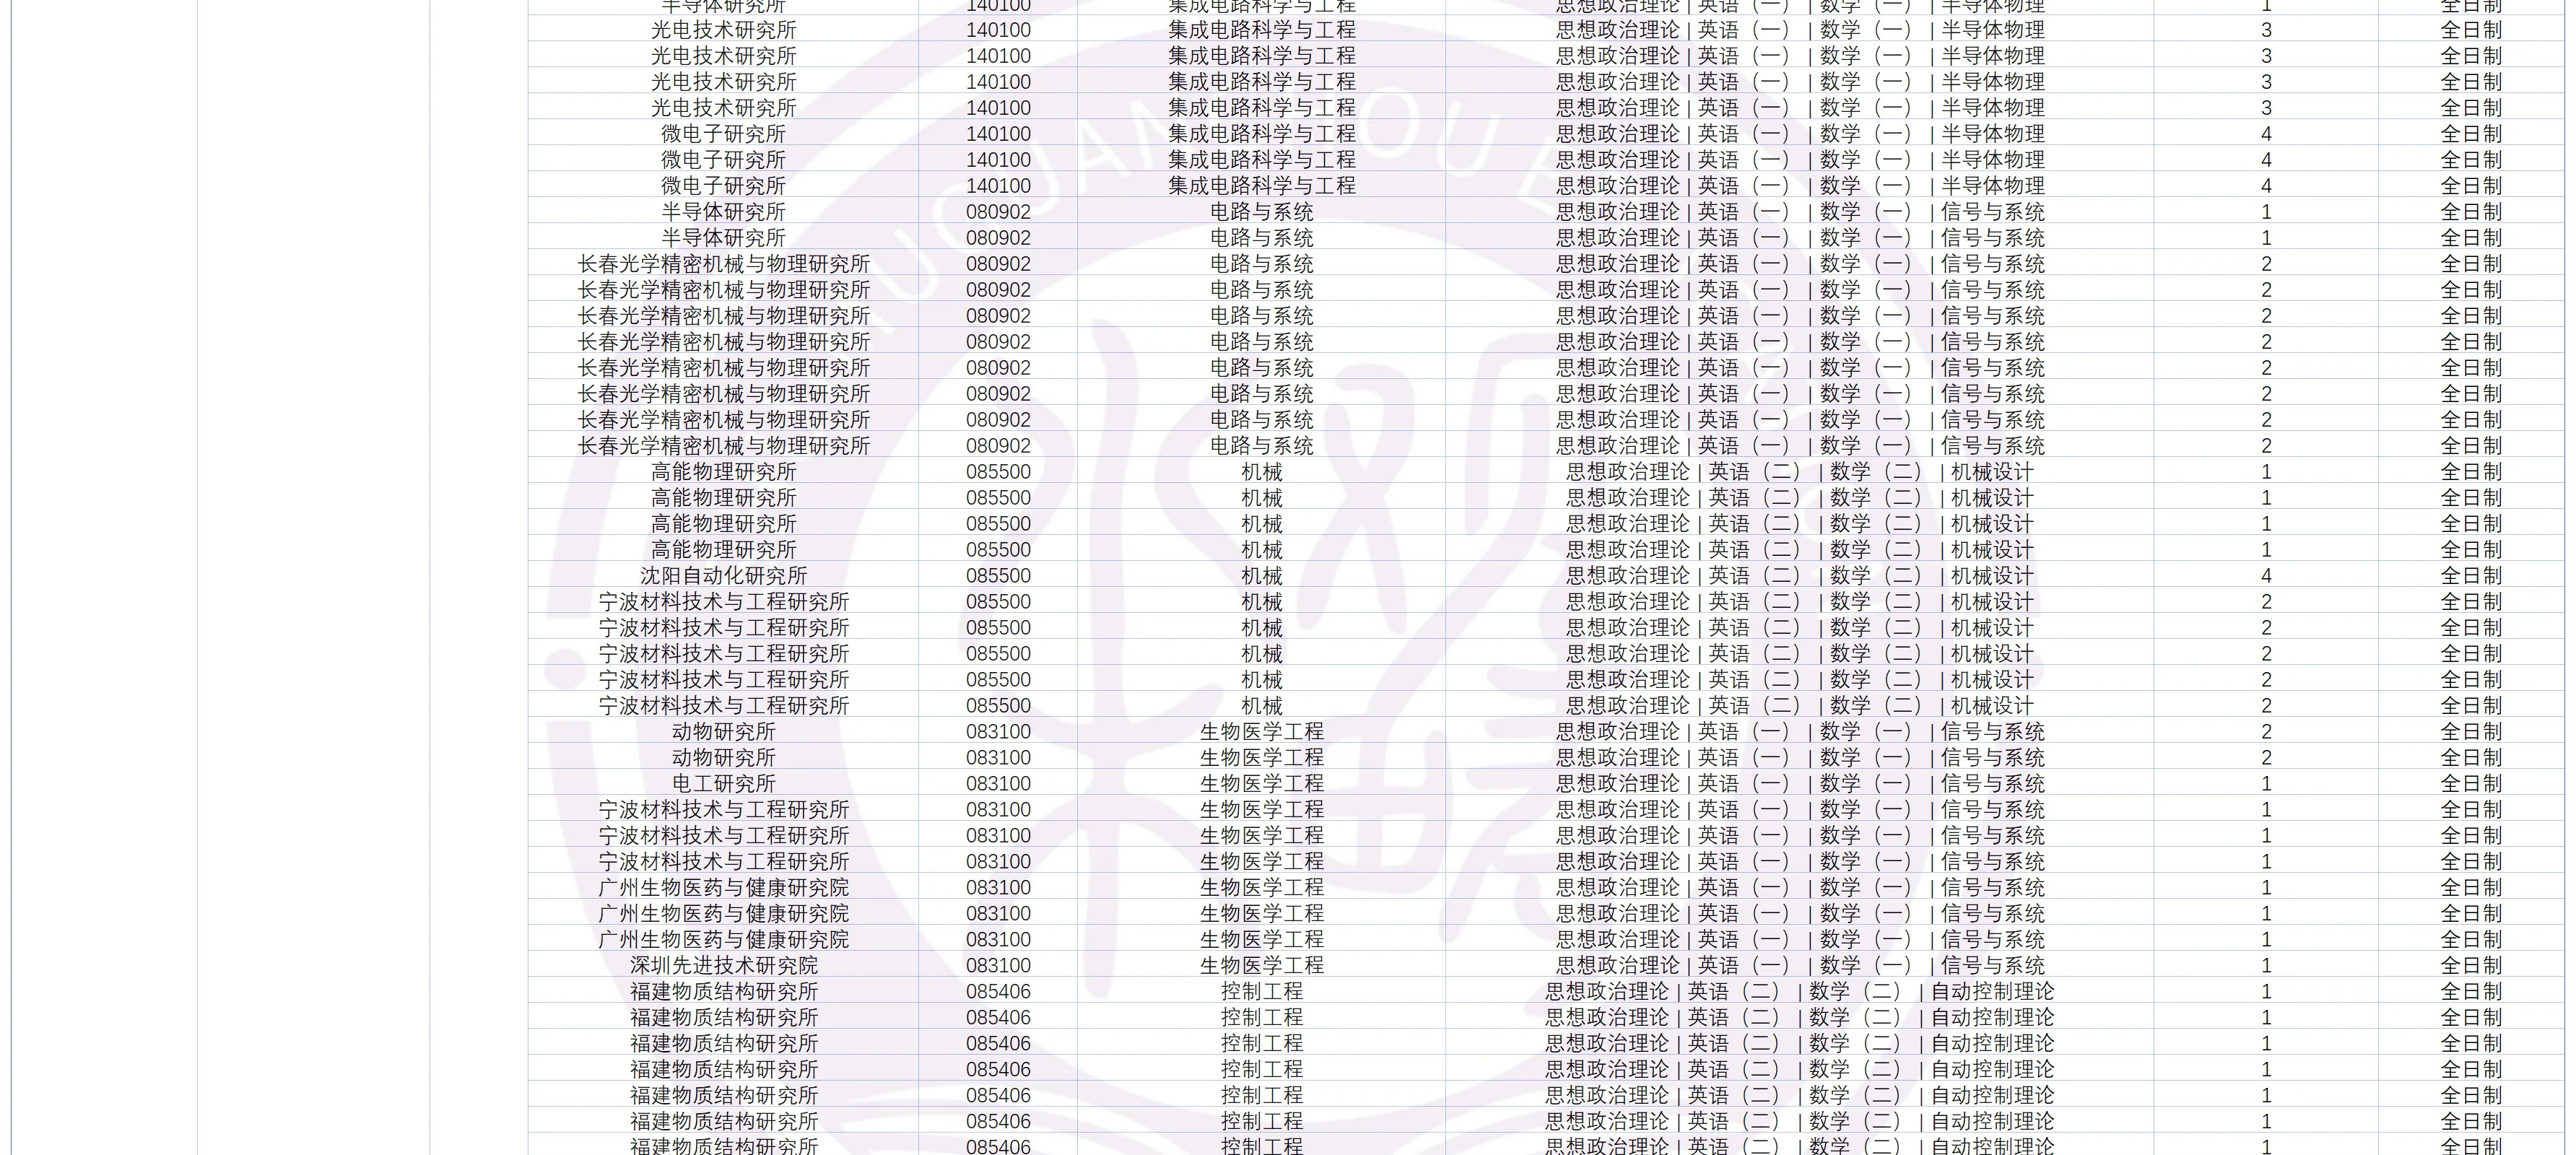 半导体研究所 140100 集成电路科学与工程 思想政治理论 | 英语（一） | 数学（一） | 半导体物理 1 全日制
光电技术研究所 140100 集成电路科学与工程 思想政治理论 | 英语（一） | 数学（一） | 半导体物理 3 全日制
光电技术研究所 140100 集成电路科学与工程 思想政治理论 | 英语（一） | 数学（一） | 半导体物理 3 全日制
光电技术研究所 140100 集成电路科学与工程 思想政治理论 | 英语（一） | 数学（一） | 半导体物理 3 全日制
光电技术研究所 140100 集成电路科学与工程 思想政治理论 | 英语（一） | 数学（一） | 半导体物理 3 全日制
微电子研究所 140100 集成电路科学与工程 思想政治理论 | 英语（一） | 数学（一） | 半导体物理 4 全日制
微电子研究所 140100 集成电路科学与工程 思想政治理论 | 英语（一） | 数学（一） | 半导体物理 4 全日制
微电子研究所 140100 集成电路科学与工程 思想政治理论 | 英语（一） | 数学（一） | 半导体物理 4 全日制
半导体研究所 080902 电路与系统 思想政治理论 | 英语（一） | 数学（一） | 信号与系统 1 全日制
半导体研究所 080902 电路与系统 思想政治理论 | 英语（一） | 数学（一） | 信号与系统 1 全日制
长春光学精密机械与物理研究所 080902 电路与系统 思想政治理论 | 英语（一） | 数学（一） | 信号与系统 2 全日制
长春光学精密机械与物理研究所 080902 电路与系统 思想政治理论 | 英语（一） | 数学（一） | 信号与系统 2 全日制
长春光学精密机械与物理研究所 080902 电路与系统 思想政治理论 | 英语（一） | 数学（一） | 信号与系统 2 全日制
长春光学精密机械与物理研究所 080902 电路与系统 思想政治理论 | 英语（一） | 数学（一） | 信号与系统 2 全日制
长春光学精密机械与物理研究所 080902 电路与系统 思想政治理论 | 英语（一） | 数学（一） | 信号与系统 2 全日制
长春光学精密机械与物理研究所 080902 电路与系统 思想政治理论 | 英语（一） | 数学（一） | 信号与系统 2 全日制
长春光学精密机械与物理研究所 080902 电路与系统 思想政治理论 | 英语（一） | 数学（一） | 信号与系统 2 全日制
长春光学精密机械与物理研究所 080902 电路与系统 思想政治理论 | 英语（一） | 数学（一） | 信号与系统 2 全日制
高能物理研究所 085500 机械 思想政治理论 | 英语（二） | 数学（二） | 机械设计 1 全日制
高能物理研究所 085500 机械 思想政治理论 | 英语（二） | 数学（二） | 机械设计 1 全日制
高能物理研究所 085500 机械 思想政治理论 | 英语（二） | 数学（二） | 机械设计 1 全日制
高能物理研究所 085500 机械 思想政治理论 | 英语（二） | 数学（二） | 机械设计 1 全日制
沈阳自动化研究所 085500 机械 思想政治理论 | 英语（二） | 数学（二） | 机械设计 4 全日制
宁波材料技术与工程研究所 085500 机械 思想政治理论 | 英语（二） | 数学（二） | 机械设计 2 全日制
宁波材料技术与工程研究所 085500 机械 思想政治理论 | 英语（二） | 数学（二） | 机械设计 2 全日制
宁波材料技术与工程研究所 085500 机械 思想政治理论 | 英语（二） | 数学（二） | 机械设计 2 全日制
宁波材料技术与工程研究所 085500 机械 思想政治理论 | 英语（二） | 数学（二） | 机械设计 2 全日制
宁波材料技术与工程研究所 085500 机械 思想政治理论 | 英语（二） | 数学（二） | 机械设计 2 全日制
动物研究所 083100 生物医学工程 思想政治理论 | 英语（一） | 数学（一） | 信号与系统 2 全日制
动物研究所 083100 生物医学工程 思想政治理论 | 英语（一） | 数学（一） | 信号与系统 2 全日制
电工研究所 083100 生物医学工程 思想政治理论 | 英语（一） | 数学（一） | 信号与系统 1 全日制
宁波材料技术与工程研究所 083100 生物医学工程 思想政治理论 | 英语（一） | 数学（一） | 信号与系统 1 全日制
宁波材料技术与工程研究所 083100 生物医学工程 思想政治理论 | 英语（一） | 数学（一） | 信号与系统 1 全日制
宁波材料技术与工程研究所 083100 生物医学工程 思想政治理论 | 英语（一） | 数学（一） | 信号与系统 1 全日制
广州生物医药与健康研究院 083100 生物医学工程 思想政治理论 | 英语（一） | 数学（一） | 信号与系统 1 全日制
广州生物医药与健康研究院 083100 生物医学工程 思想政治理论 | 英语（一） | 数学（一） | 信号与系统 1 全日制
广州生物医药与健康研究院 083100 生物医学工程 思想政治理论 | 英语（一） | 数学（一） | 信号与系统 1 全日制
深圳先进技术研究院 083100 生物医学工程 思想政治理论 | 英语（一） | 数学（一） | 信号与系统 1 全日制
福建物质结构研究所 085406 控制工程 思想政治理论 | 英语（二） | 数学（二） | 自动控制理论 1 全日制
福建物质结构研究所 085406 控制工程 思想政治理论 | 英语（二） | 数学（二） | 自动控制理论 1 全日制
福建物质结构研究所 085406 控制工程 思想政治理论 | 英语（二） | 数学（二） | 自动控制理论 1 全日制
福建物质结构研究所 085406 控制工程 思想政治理论 | 英语（二） | 数学（二） | 自动控制理论 1 全日制
福建物质结构研究所 085406 控制工程 思想政治理论 | 英语（二） | 数学（二） | 自动控制理论 1 全日制
福建物质结构研究所 085406 控制工程 思想政治理论 | 英语（二） | 数学（二） | 自动控制理论 1 全日制
福建物质结构研究所 085406 控制工程 思想政治理论 | 英语（二） | 数学（二） | 自动控制理论 1 全日制